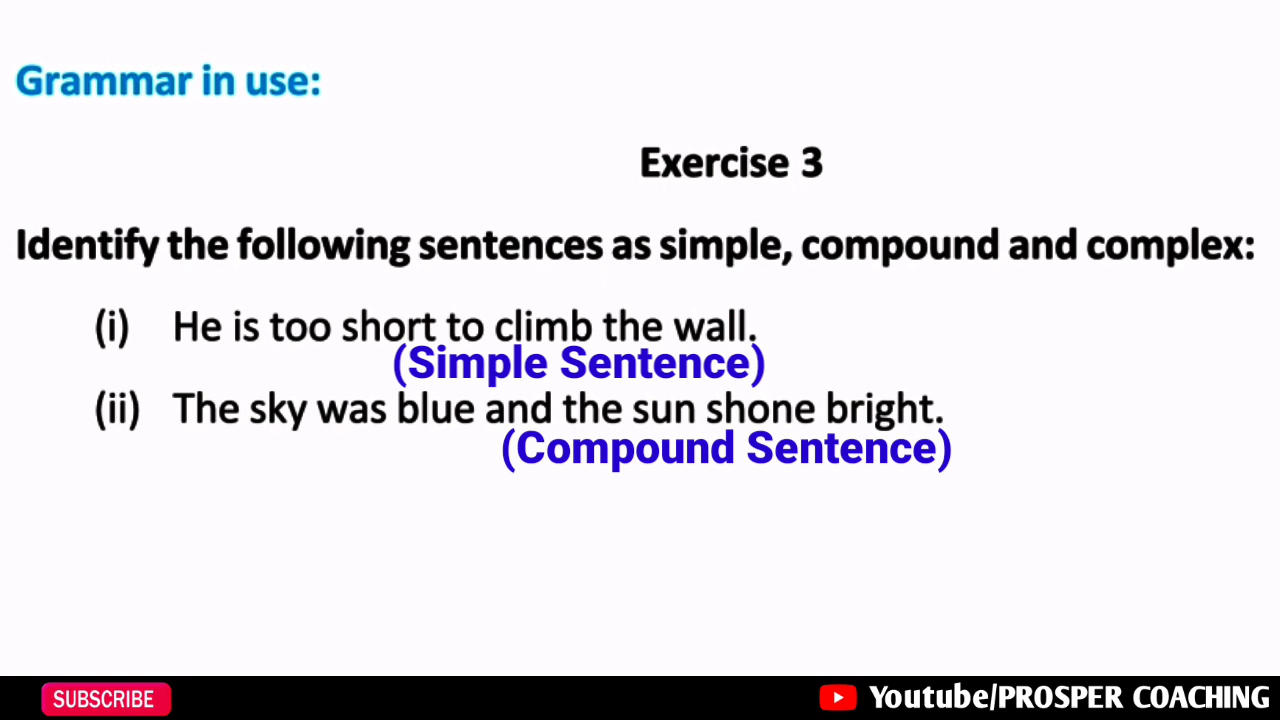 Grammar in use:
Exercise 3
Identify the following sentences as simple, compound and complex:
(i) He is too short to climb the wall.
(Simple Sentence)
(ii) The sky was blue and the sun shone bright.
(Compound Sentence)
SUBSCRIBE
Youtube/PROSPER COACHING